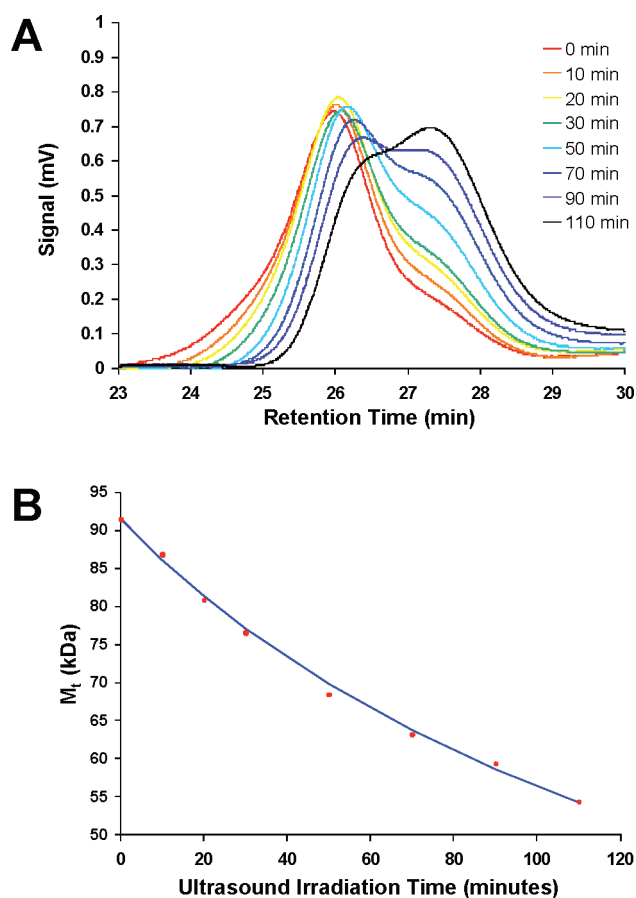 A
1
0.9
0.8
0.7
0.6
0.5
0.4
0.3
0.2
0.1
0
Signal (mV)
23 24 25 26 27 28 29 30
Retention Time (min)
0 min
10 min
20 min
30 min
50 min
70 min
90 min
110 min
B
95
90
85
80
75
70
65
60
55
50
Mt (kDa)
0 20 40 60 80 100 120
Ultrasound Irradiation Time (minutes)